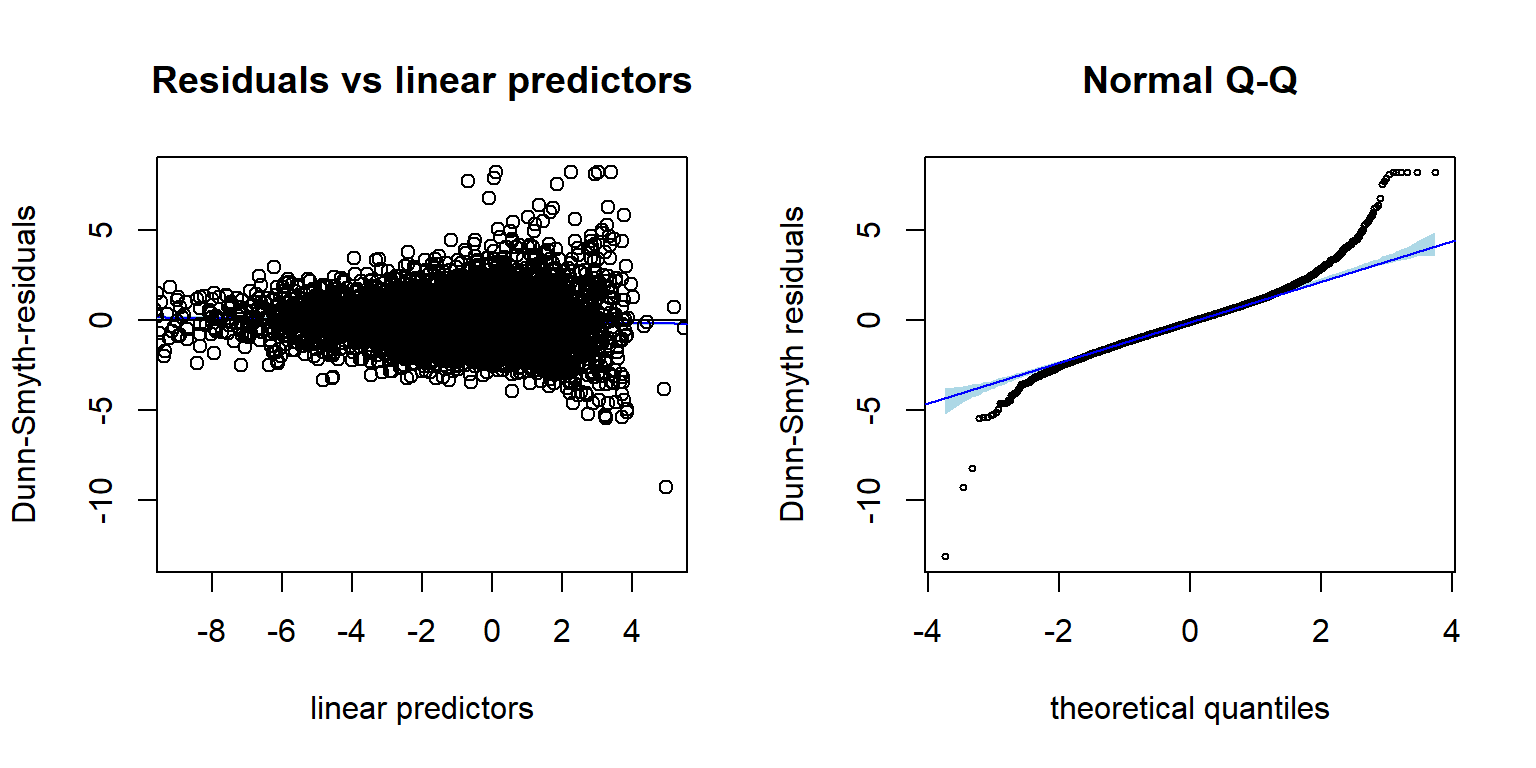 Residuals vs linear predictors
Dunn-Smyth-residuals
5
0
-5
-10
-8 -6 -4 -2 0 2 4
linear predictors
Normal Q-Q
Dunn-Smyth residuals
5
0
-5
-10
-4 -2 0 2 4
theoretical quantiles